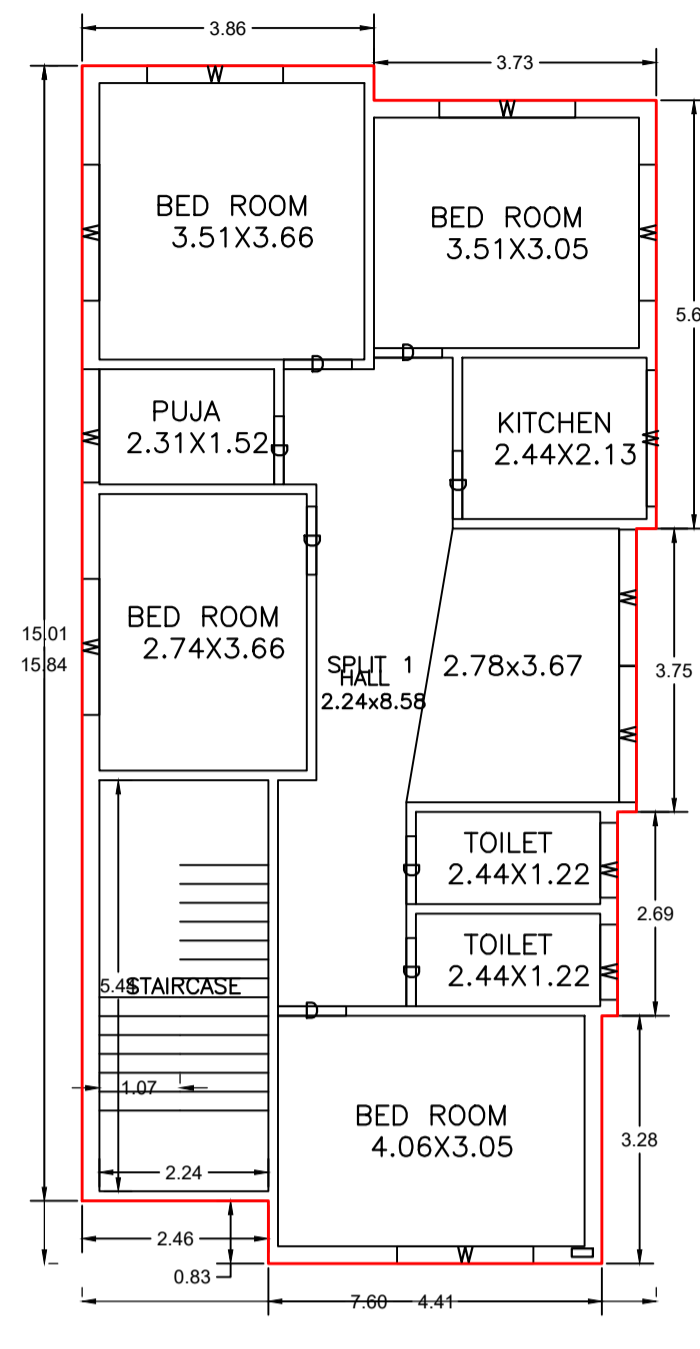 3.86
3.73
W
W
BED ROOM
3.51X3.66
BED ROOM
3.51X3.05
W
W
5.6
D
D
PUJA
2.31X1.52
KITCHEN
2.44X2.13
W
D
W
D
D
BED ROOM
2.74X3.66
W
W
15.01
15.84
SPLIT 1
HALL
2.24x8.58
2.78x3.67
3.75
W
TOILET
2.44X1.22
D
W
2.69
TOILET
2.44X1.22
D
W
STAIRCASE
D
1.07
BED ROOM
4.06X3.05
3.28
2.24
2.46
W
0.83
7.60
4.41